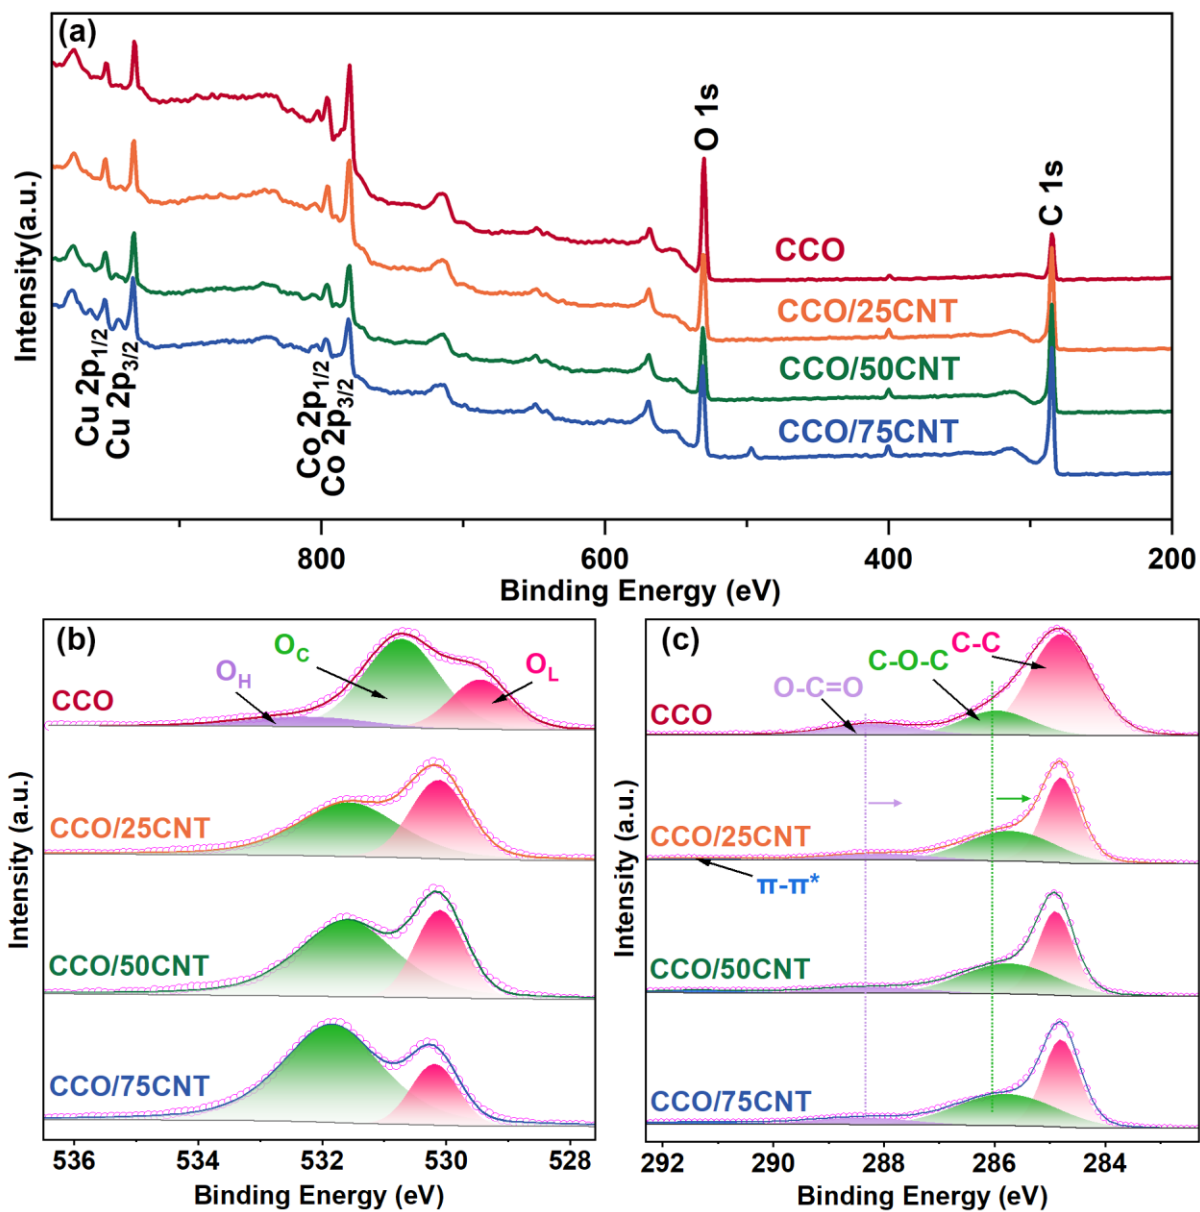 (a)
O 1s
C 1s
CCO
CCO/25CNT
CCO/50CNT
CCO/75CNT
Cu 2p1/2
Cu 2p3/2
Co 2p1/2
Co 2p3/2
Intensity(a.u.)
800
600
400
200
Binding Energy (eV)
(b)
OH
OC
OL
CCO
CCO/25CNT
CCO/50CNT
CCO/75CNT
Intensity (a.u.)
536
534
532
530
528
Binding Energy (eV)
(c)
O-C=O
C-O-C
C-C
CCO
CCO/25CNT
π-π*
CCO/50CNT
CCO/75CNT
Intensity (a.u.)
292
290
288
286
284
Binding Energy (eV)